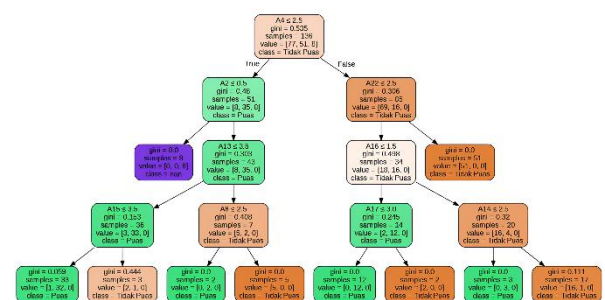 A4 ≤ 2.5
gini = 0.535
samples = 136
value = [77, 51, 8]
class = Tidak Puas
True
False
A2 ≤ 0.5
gini = 0.46
samples = 51
value = [8, 35, 8]
class = Puas
A22 ≤ 2.5
gini = 0.306
samples = 85
value = [69, 16, 0]
class = Tidak Puas
gini = 0.0
samples = 8
value = [0, 0, 8]
class = nan
A13 ≤ 3.5
gini = 0.303
samples = 43
value = [8, 35, 0]
class = Puas
A16 ≤ 1.5
gini = 0.498
samples = 34
value = [18, 16, 0]
class = Tidak Puas
gini = 0.0
samples = 51
value = [51, 0, 0]
class = Tidak Puas
A15 ≤ 3.5
gini = 0.153
samples = 36
value = [3, 33, 0]
class = Puas
A8 ≤ 2.5
gini = 0.408
samples = 7
value = [5, 2, 0]
class = Tidak Puas
A17 ≤ 3.0
gini = 0.245
samples = 14
value = [2, 12, 0]
class = Puas
A14 ≤ 2.5
gini = 0.32
samples = 20
value = [16, 4, 0]
class = Tidak Puas
gini = 0.059
samples = 33
value = [1, 32, 0]
class = Puas
gini = 0.444
samples = 3
value = [2, 1, 0]
class = Tidak Puas
gini = 0.0
samples = 2
value = [0, 2, 0]
class = Puas
gini = 0.0
samples = 5
value = [5, 0, 0]
class = Tidak Puas
gini = 0.0
samples = 12
value = [0, 12, 0]
class = Puas
gini = 0.0
samples = 2
value = [2, 0, 0]
class = Tidak Puas
gini = 0.0
samples = 3
value = [0, 3, 0]
class = Puas
gini = 0.111
samples = 17
value = [16, 1, 0]
class = Tidak Puas